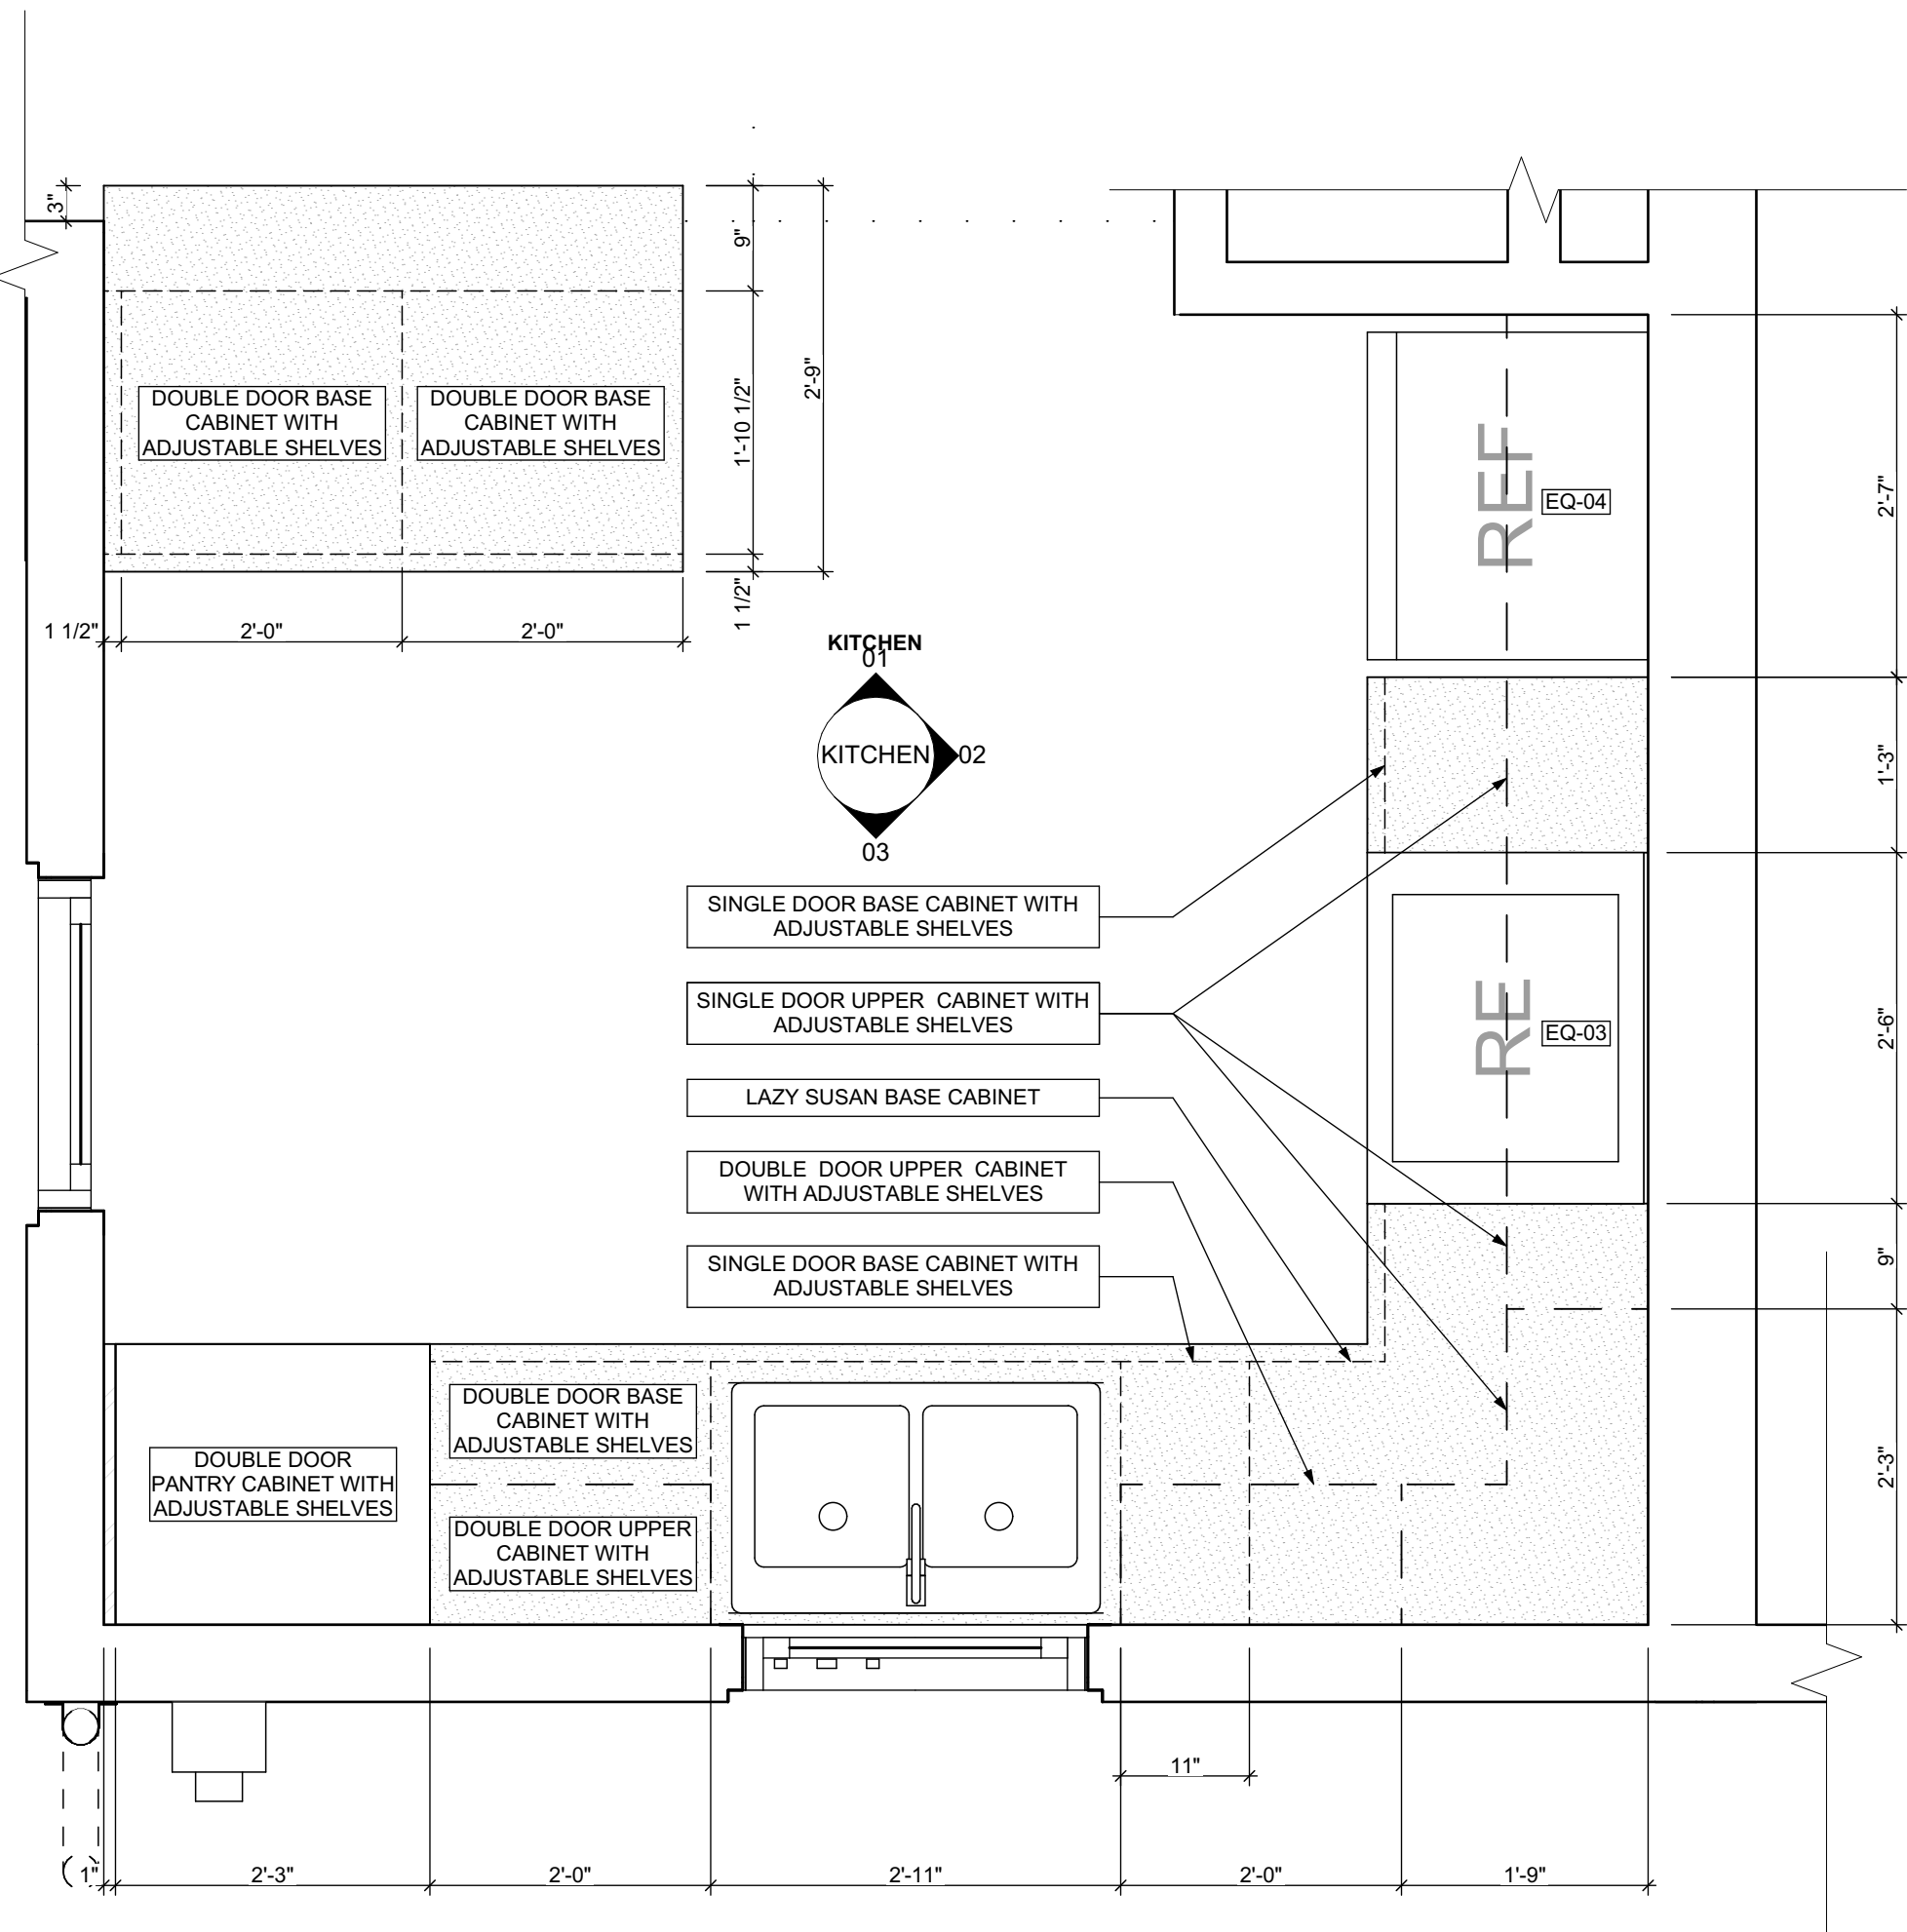 3"
9"
1'-10 1/2"
2'-9"
1 1/2"
DOUBLE DOOR BASE
CABINET WITH
ADJUSTABLE SHELVES
DOUBLE DOOR BASE
CABINET WITH
ADJUSTABLE SHELVES
1 1/2"
2'-0"
2'-0"
KITCHEN
01
KITCHEN
02
03
REF
EQ-04
2'-7"
1'-3"
RE
EQ-03
2'-6"
9"
2'-3"
SINGLE DOOR BASE CABINET WITH
ADJUSTABLE SHELVES
SINGLE DOOR UPPER CABINET WITH
ADJUSTABLE SHELVES
LAZY SUSAN BASE CABINET
DOUBLE DOOR UPPER CABINET
WITH ADJUSTABLE SHELVES
SINGLE DOOR BASE CABINET WITH
ADJUSTABLE SHELVES
DOUBLE DOOR
PANTRY CABINET WITH
ADJUSTABLE SHELVES
DOUBLE DOOR BASE
CABINET WITH
ADJUSTABLE SHELVES
DOUBLE DOOR UPPER
CABINET WITH
ADJUSTABLE SHELVES
11"
1"
2'-3"
2'-0"
2'-11"
2'-0"
1'-9"